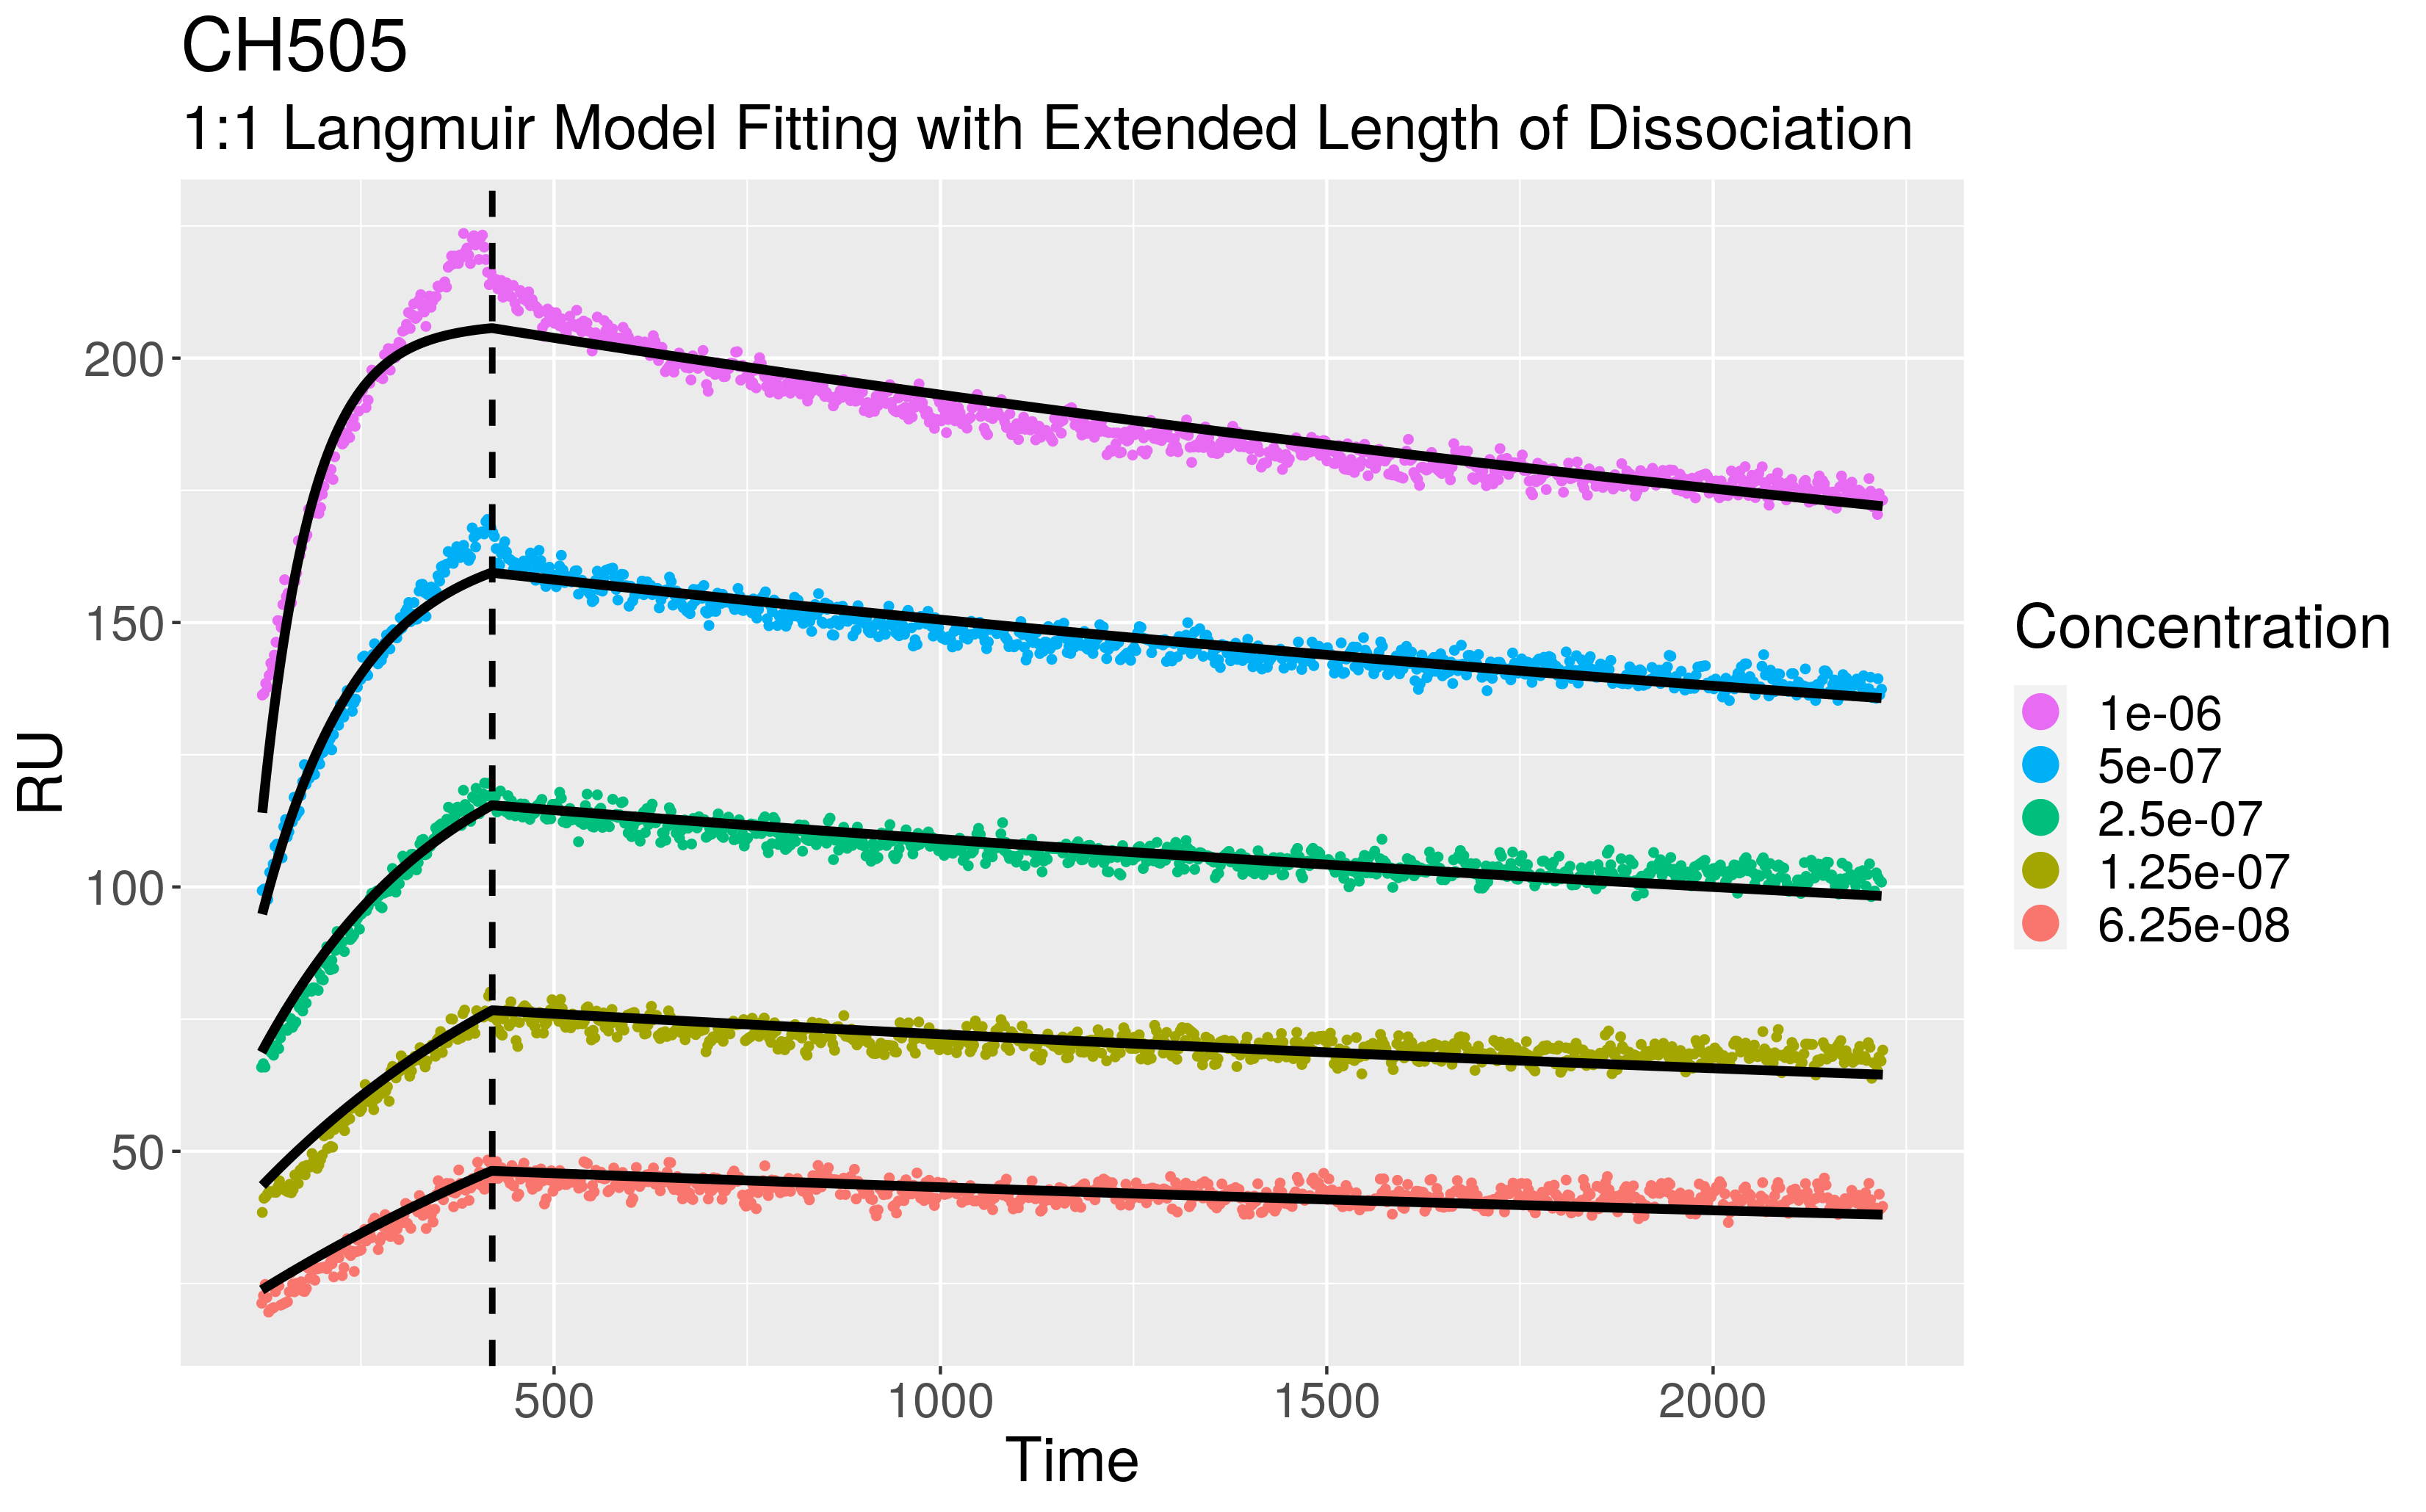 CH505
1:1 Langmuir Model Fitting with Extended Length of Dissociation
RU
200
150
100
50
500 1000 1500 2000
Time
Concentration
1e-06
5e-07
2.5e-07
1.25e-07
6.25e-08